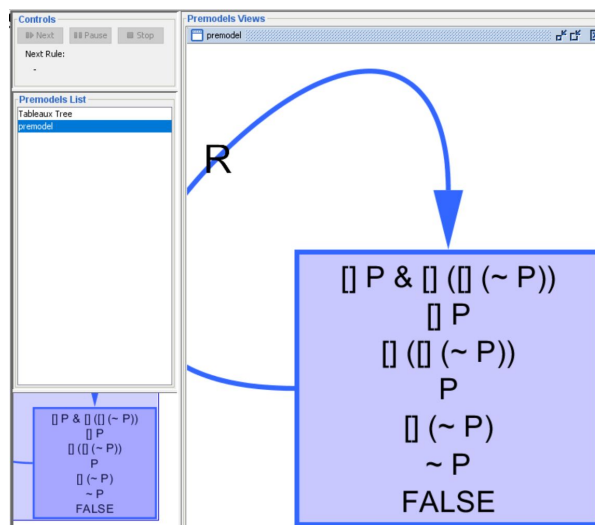 Controls
Next
Pause
Stop
Next Rule:
-
Premodels List
Tableaux Tree
premodel
[] P & [] ([] (~ P))
[] P
[] ([] (~ P))
P
[] (~ P)
~ P
FALSE
Premodels Views
premodel
R
[] P & [] ([] (~ P))
[] P
[] ([] (~ P))
P
[] (~ P)
~ P
FALSE